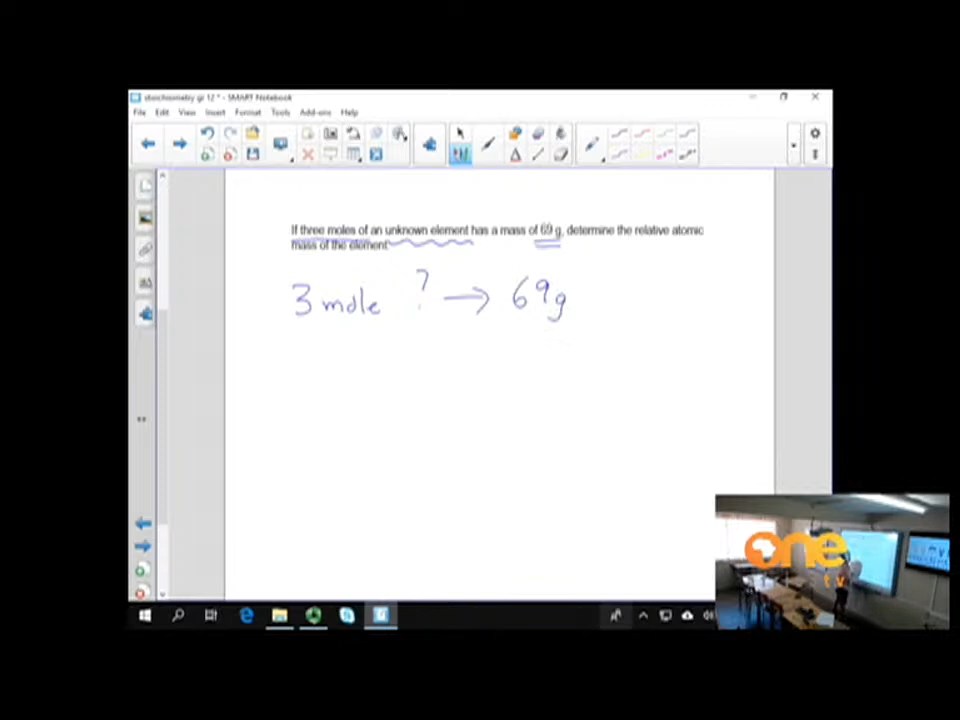 stoichiometry gr 12 * - SMART Notebook
File Edit View Insert Format Tools Add-ons Help
If three moles of an unknown element has a mass of 69 g, determine the relative atomic
mass of the element
3 mole ? → 69g
one
tv